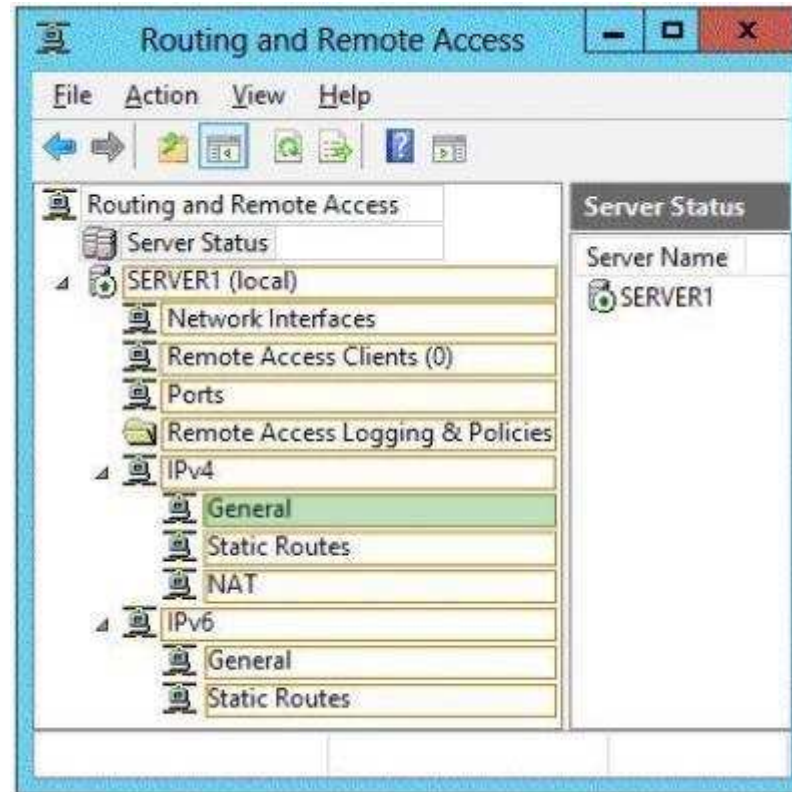 Routing and Remote Access
File Action View Help
Routing and Remote Access
Server Status
SERVER1 (local)
Network Interfaces
Remote Access Clients (0)
Ports
Remote Access Logging & Policies
IPv4
General
Static Routes
NAT
IPv6
General
Static Routes
Server Status
Server Name
SERVER1